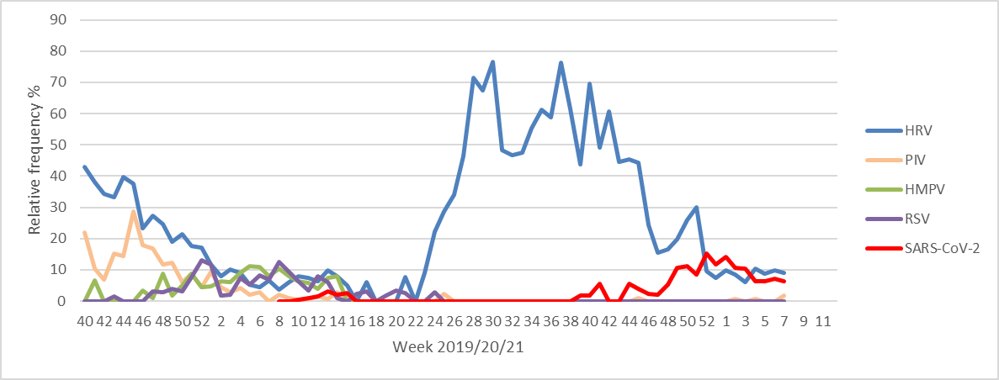 90
80
70
60
50
40
30
20
10
0
Relative frequency %
40 42 44 46 48 50 52 2 4 6 8 10 12 14 16 18 20 22 24 26 28 30 32 34 36 38 40 42 44 46 48 50 52 1 3 5 7 9 11
Week 2019/20/21
HRV
PIV
HMPV
RSV
SARS-CoV-2